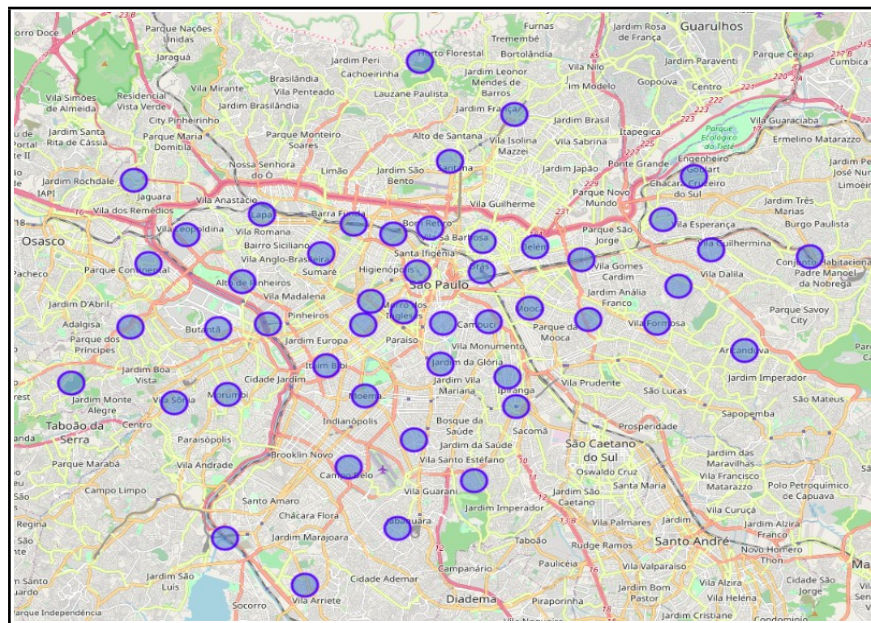 Parque Nações
Unidas
Jaraguá
Jardim Peri
Cachoeirinha
Horto Florestal
Furnas
Tremembé
Bortolândia
Jardim Rosa
de França
Guarulhos
Parque Cecap
Cumbica
Vila Mirante
Brasilândia
Vila Penteado
Lauzane Paulista
Jardim Leonor
Mendes de
Barros
Vila Nilo
Jardim Paraventi
Gopoúva
Centro
Vila Simões
de Almeida
Residencial
Vista Verde
City Pinheirinho
Jardim Brasilândia
Jardim França
Jardim Brasil
Itapegica
Vila Guaraciaba
Jardim Santa
Rita de Cássia
Parque Maria
Domitila
Parque Monteiro
Soares
Alto de Santana
Vila Isolina
Mazzei
Vila Sabrina
Parque
Ecológico
do Tietê
Ermelino Matarazzo
Nossa Senhora
do Ó
Limão
Jardim São
Bento
Santana
Jardim Japão
Ponte Grande
Engenheiro
Goulart
IAPI
Jardim Rochdale
Jaguara
Vila Anastácio
Vila Guilherme
Parque Novo
Mundo
Chácara Cruzeiro
do Sul
Limoeiro
Jardim Três
Marias
Vila dos Remédios
Lapa
Barra Funda
Bom Retiro
Parque São
Jorge
Vila Esperança
Burgo Paulista
Osasco
Vila Leopoldina
Vila Romana
Bairro Siciliano
Santa Ifigênia
Belém
Vila Guilhermina
Pacheco
Parque Continental
Vila Anglo-Brasileira
Sumaré
Higienópolis
Brás
Vila Gomes
Cardim
Vila Dalila
Conjunto Habitacional
Padre Manoel
da Nobrega
Alto de Pinheiros
São Paulo
Jardim Anália
Franco
Jardim D'Abril
Vila Madalena
Morro dos
Ingleses
Mooca
Parque Savoy
City
Adalgisa
Butantã
Pinheiros
Cambuci
Parque da
Mooca
Vila Formosa
Parque dos
Príncipes
Jardim Europa
Paraíso
Vila Monumento
Aricanduva
Jardim Boa
Vista
Cidade Jardim
Itaim Bibi
Jardim da Glória
Jardim Vila
Mariana
Ipiranga
Vila Prudente
São Lucas
Jardim Imperador
Jardim Monte
Alegre
Vila Sônia
Morumbi
Moema
São Mateus
Taboão da
Serra
Centro
Paraisópolis
Indianópolis
Bosque da
Saúde
Sacomã
Prosperidade
Sapopemba
Parque Marabá
Vila Andrade
Brooklin Novo
Jardim da Saúde
Vila Santo Estéfano
São Caetano
do Sul
Oswaldo Cruz
Jardim das
Maravilhas
Vila Francisco
Matarazzo
Campo Limpo
Campo Belo
Santa Maria
Polo Petroquímico
de Capuava
Santo Amaro
Vila Guarani
Jardim Imperador
Jardim São
Caetano
Vila Curuçá
Regina
Chácara Flora
Jabaquara
Vila Palmares
Jardim Alzira
Franco
Jardim Marajoara
Taboão
Rudge Ramos
Santo André
Novo Homero
Thon
Jardim São
Luís
Cidade Ademar
Campanário
Pauliceia
Vila Valparaíso
Socorro
Vila Arriete
Diadema
Piraporinha
Jardim Bom
Pastor
Vila Alzira
Vila Helena
Parque Independência
Jardim Cristiane
Condominio